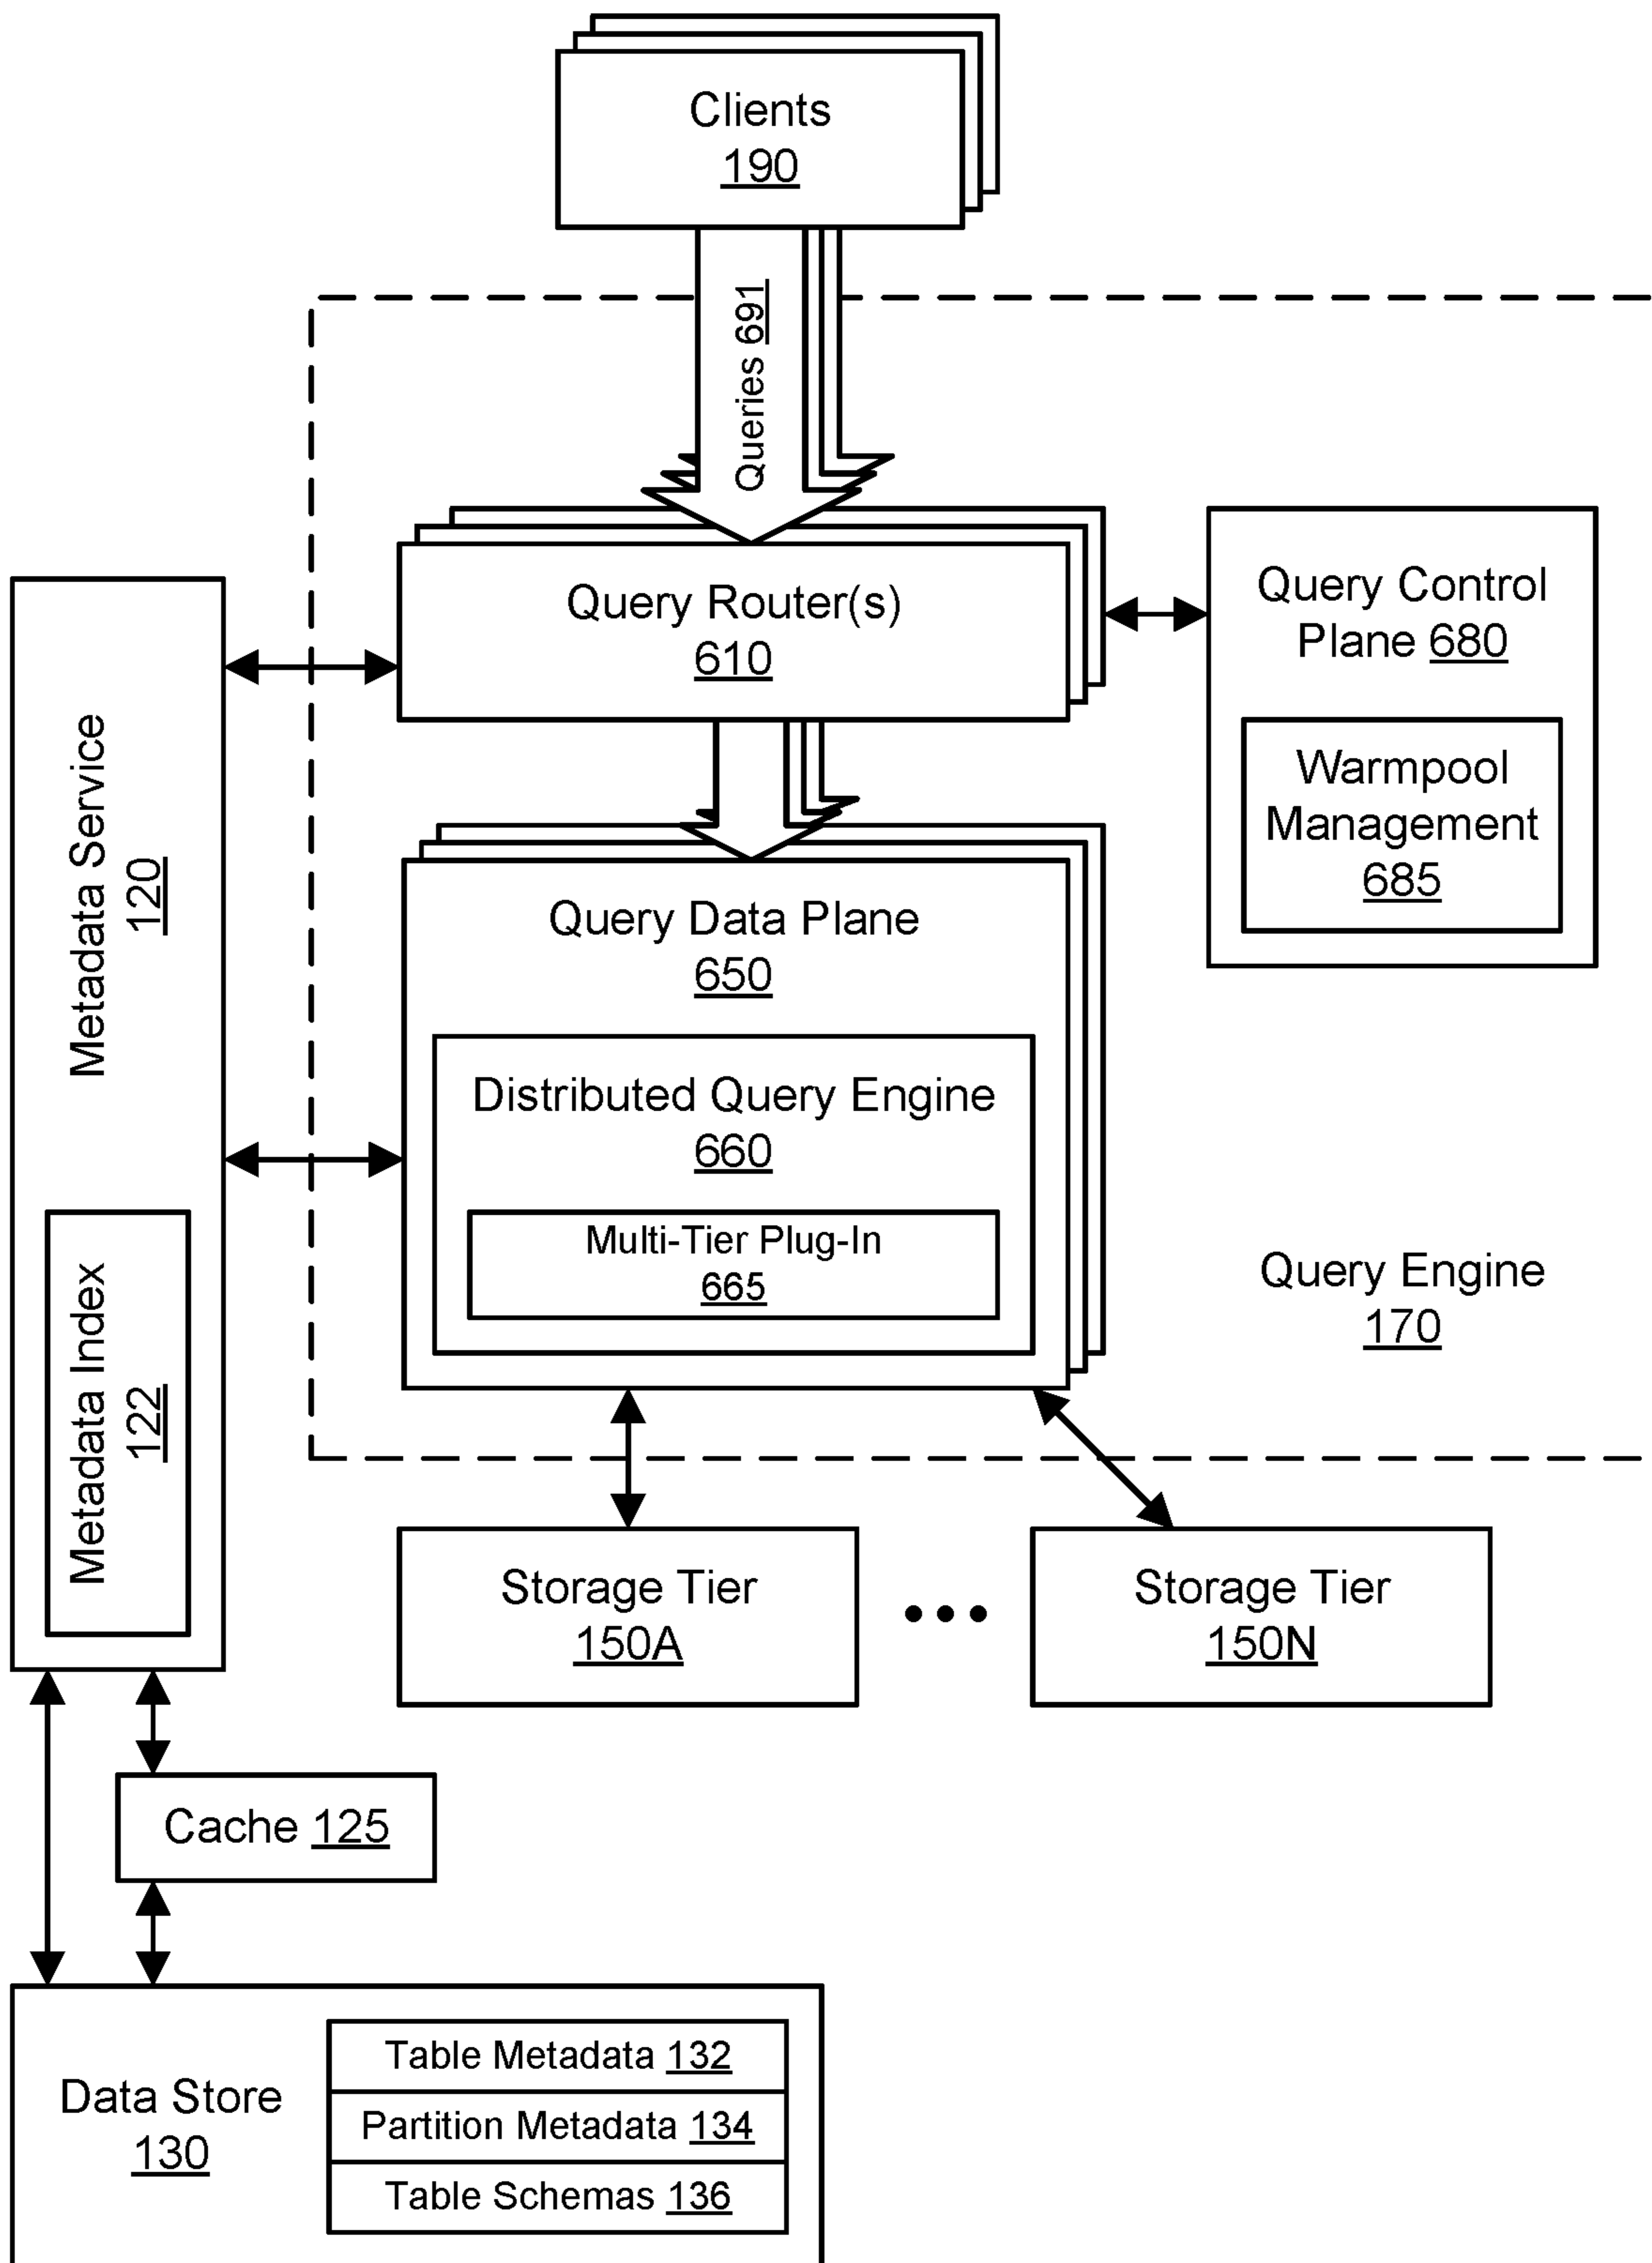 Clients
190
Queries 691
Query Router(s)
610
Query Control
Plane 680
Warmpool
Management
685
Metadata Service
120
Metadata Index
122
Query Data Plane
650
Distributed Query Engine
660
Multi-Tier Plug-In
665
Query Engine
170
Storage Tier
150A
Storage Tier
150N
Cache 125
Data Store
130
Table Metadata 132
Partition Metadata 134
Table Schemas 136